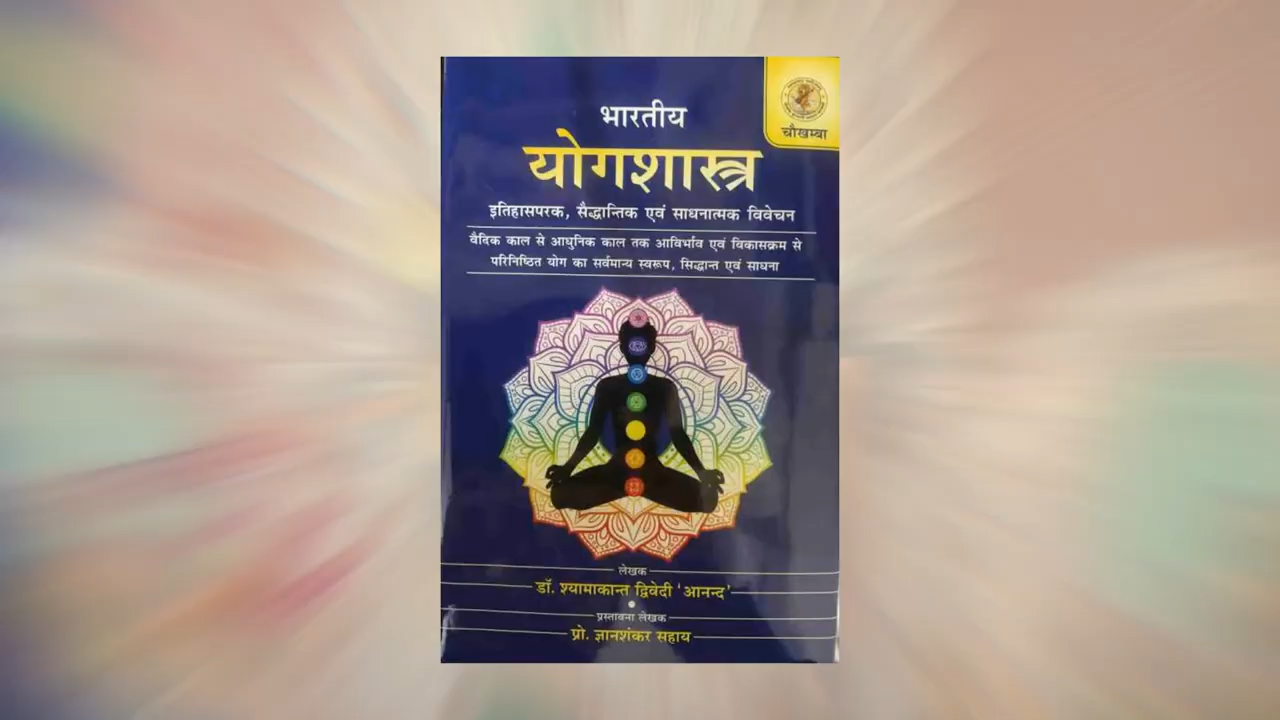 चौखम्बा
भारतीय
योगशास्त्र
इतिहासपरक, सैद्धान्तिक एवं साधनात्मक विवेचन
वैदिक काल से आधुनिक काल तक आविर्भाव एवं विकासक्रम से
परिनिष्ठित योग का सर्वमान्य स्वरूप, सिद्धान्त एवं साधना
लेखक
डॉ. श्यामाकान्त द्विवेदी 'आनन्द'
प्रस्तावना लेखक
प्रो. ज्ञानशंकर सहाय